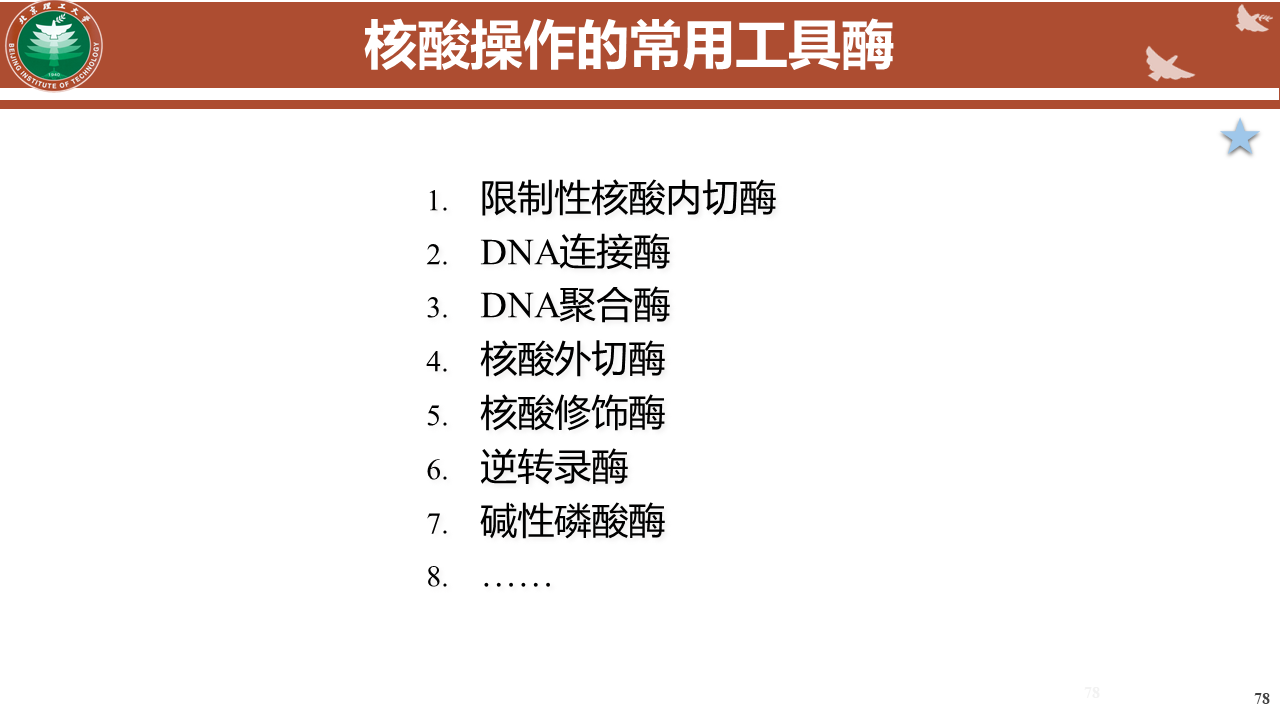 北京理工大学
BEIJING INSTITUTE OF TECHNOLOGY
1940
核酸操作的常用工具酶
1. 限制性核酸内切酶
2. DNA连接酶
3. DNA聚合酶
4. 核酸外切酶
5. 核酸修饰酶
6. 逆转录酶
7. 碱性磷酸酶
8. ……
78
78